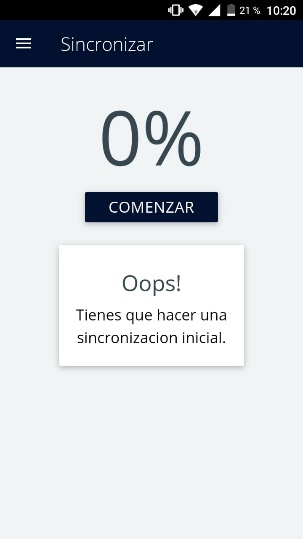 21 % 10:20
Sincronizar
0%
COMENZAR
Oops!
Tienes que hacer una
sincronizacion inicial.